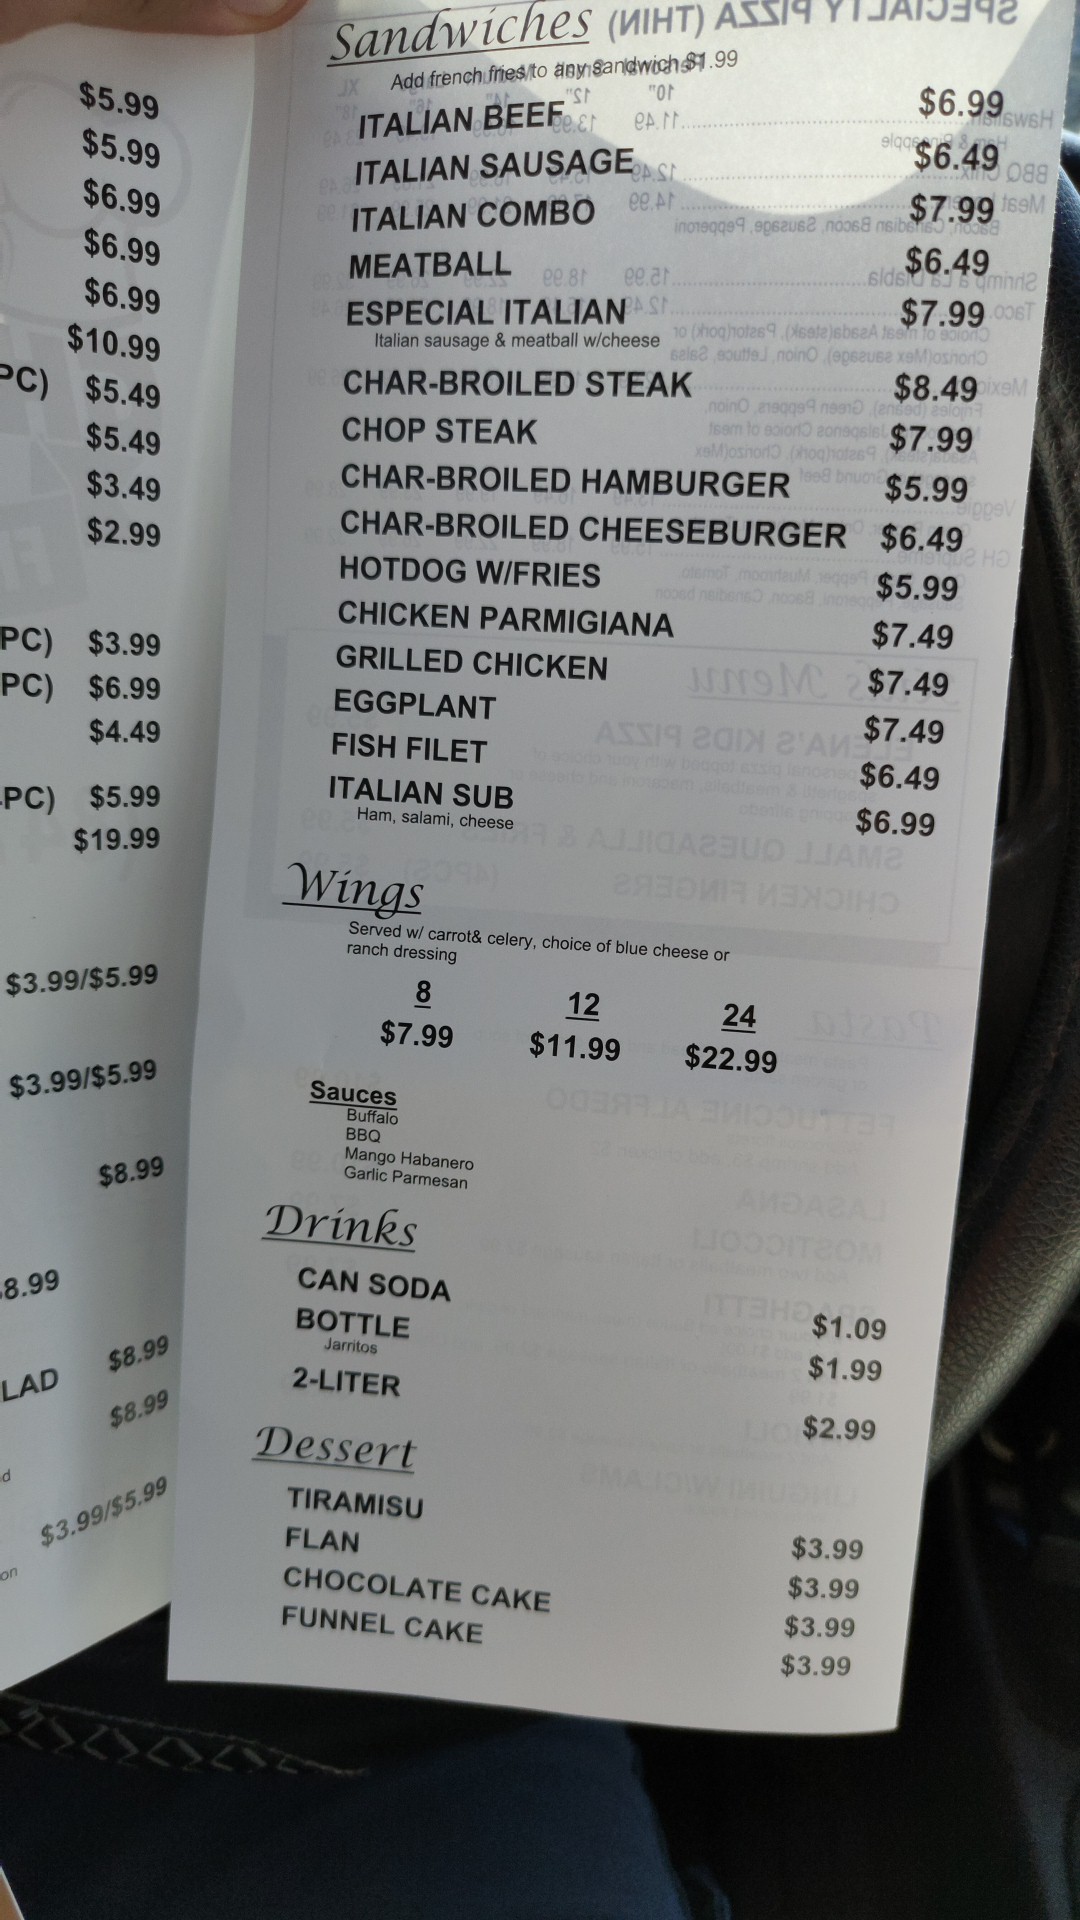 $5.99
$5.99
$6.99
$6.99
$6.99
$10.99
PC) $5.49
$5.49
$3.49
$2.99
PC) $3.99
PC) $6.99
$4.49
PC) $5.99
$19.99
$3.99/$5.99
$3.99/$5.99
$8.99
8.99
$8.99
LAD
$8.99
d
$3.99/$5.99
on
Sandwiches
Add french fries to any sandwich $1.99
ITALIAN BEEF $6.99
ITALIAN SAUSAGE $6.49
ITALIAN COMBO $7.99
MEATBALL $6.49
ESPECIAL ITALIAN $7.99
Italian sausage & meatball w/cheese
CHAR-BROILED STEAK $8.49
CHOP STEAK $7.99
CHAR-BROILED HAMBURGER $5.99
CHAR-BROILED CHEESEBURGER $6.49
HOTDOG W/FRIES $5.99
CHICKEN PARMIGIANA $7.49
GRILLED CHICKEN $7.49
EGGPLANT $7.49
FISH FILET $6.49
ITALIAN SUB $6.99
Ham, salami, cheese
Wings
Served w/ carrot& celery, choice of blue cheese or
ranch dressing
8 12 24
$7.99 $11.99 $22.99
Sauces
Buffalo
BBQ
Mango Habanero
Garlic Parmesan
Drinks
CAN SODA $1.09
BOTTLE $1.99
Jarritos
2-LITER $2.99
Dessert
TIRAMISU $3.99
FLAN $3.99
CHOCOLATE CAKE $3.99
FUNNEL CAKE $3.99